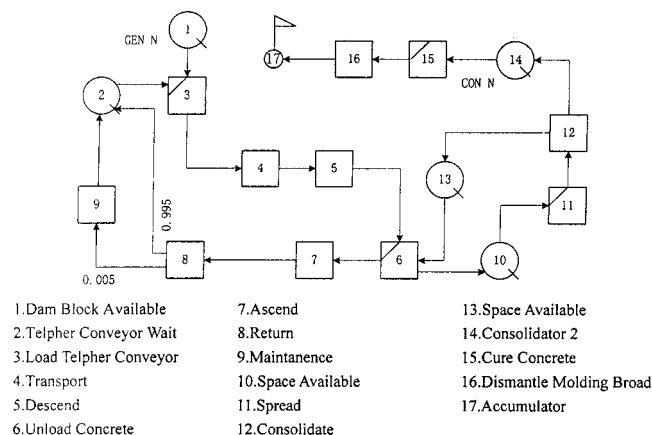 1
GEN N
17
16
15
14
CON N
2
3
12
4
5
13
9
0.995
11
8
7
6
10
0.005
1.Dam Block Available
2.Telpher Conveyor Wait
3.Load Telpher Conveyor
4.Transport
5.Descend
6.Unload Concrete
7.Ascend
8.Return
9.Maintanence
10.Space Available
11.Spread
12.Consolidate
13.Space Available
14.Consolidator 2
15.Cure Concrete
16.Dismantle Molding Broad
17.Accumulator